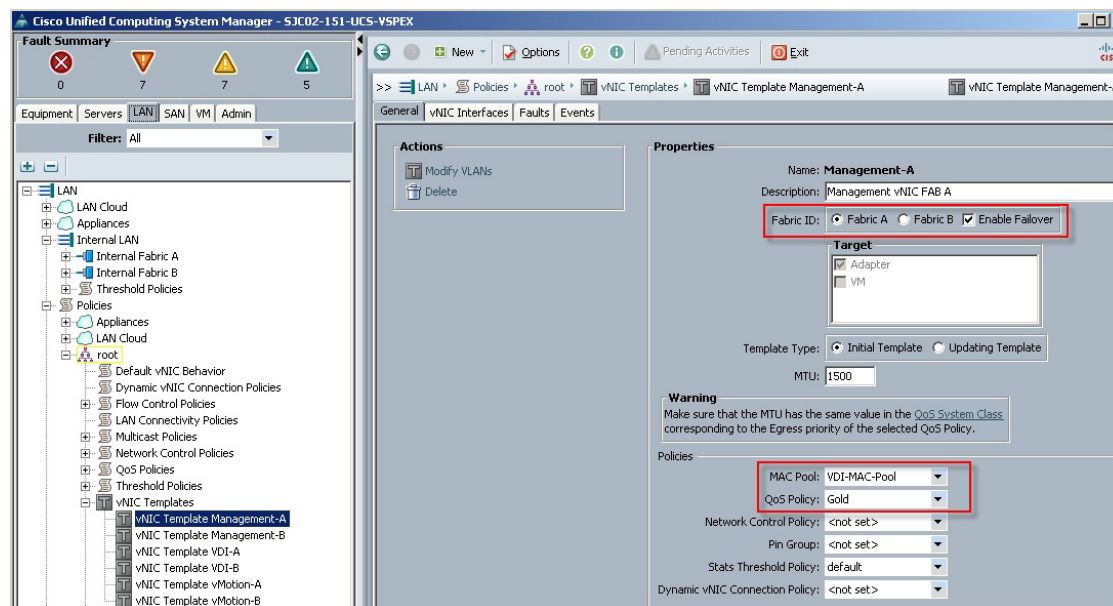 Cisco Unified Computing System Manager - SJC02-151-UCS-VSPEX
Fault Summary
0 7 7 5
New Options Pending Activities Exit
>> LAN Policies root vNIC Templates vNIC Template Management-A vNIC Template Management-
Equipment Servers LAN SAN VM Admin
Filter: All
LAN
LAN Cloud
Appliances
Internal LAN
Internal Fabric A
Internal Fabric B
Threshold Policies
Policies
Appliances
LAN Cloud
root
Default vNIC Behavior
Dynamic vNIC Connection Policies
Flow Control Policies
LAN Connectivity Policies
Multicast Policies
Network Control Policies
QoS Policies
Threshold Policies
vNIC Templates
vNIC Template Management-A
vNIC Template Management-B
vNIC Template VDI-A
vNIC Template VDI-B
vNIC Template vMotion-A
vNIC Template vMotion-B
General vNIC Interfaces Faults Events
Actions
Modify VLANs
Delete
Properties
Name: Management-A
Description: Management vNIC FAB A
Fabric ID: Fabric A Fabric B Enable Failover
Target
Adapter
VM
Template Type: Initial Template Updating Template
MTU: 1500
Warning
Make sure that the MTU has the same value in the QoS System Class
corresponding to the Egress priority of the selected QoS Policy.
Policies
MAC Pool: VDI-MAC-Pool
QoS Policy: Gold
Network Control Policy: <not set>
Pin Group: <not set>
Stats Threshold Policy: default
Dynamic vNIC Connection Policy: <not set>